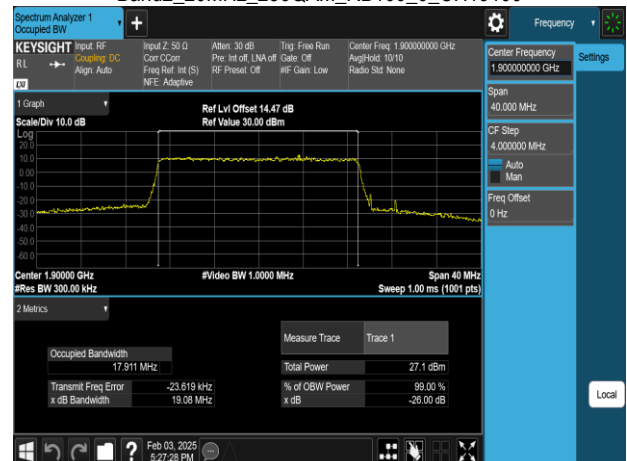 Spectrum Analyzer 1
Occupied BW
Frequency
KEYSIGHT
R L
LXI
Input: RF
Coupling: DC
Align: Auto
Input Z: 50 Ω
Corr CCorr
Freq Ref: Int (S)
NFE: Adaptive
Atten: 30 dB
Pre: Int off, LNA off
RF Preset: Off
Trig: Free Run
Gate: Off
#IF Gain: Low
Center Freq: 1.900000000 GHz
Avg|Hold: 10/10
Radio Std: None
Center Frequency
1.900000000 GHz
Settings
Span
40.000 MHz
CF Step
4.000000 MHz
Auto
Man
Freq Offset
0 Hz
1 Graph
Scale/Div 10.0 dB
Ref Lvl Offset 14.47 dB
Ref Value 30.00 dBm
Log
20.0
10.0
0.00
-10.0
-20.0
-30.0
-40.0
-50.0
-60.0
Center 1.90000 GHz
#Video BW 1.0000 MHz
Span 40 MHz
#Res BW 300.00 kHz
Sweep 1.00 ms (1001 pts)
2 Metrics
Measure Trace Trace 1
Occupied Bandwidth
17.911 MHz
Total Power 27.1 dBm
Transmit Freq Error -23.619 kHz
% of OBW Power 99.00 %
x dB Bandwidth 19.08 MHz
x dB -26.00 dB
Local
Feb 03, 2025
5:27:28 PM